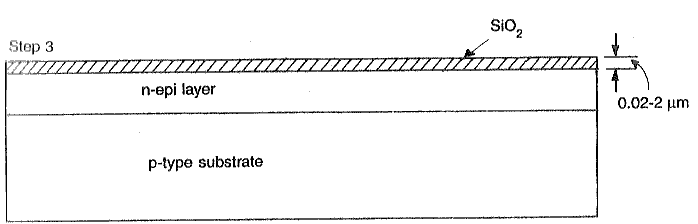 SiO₂
Step 3
n-epi layer
0.02-2 μm
p-type substrate